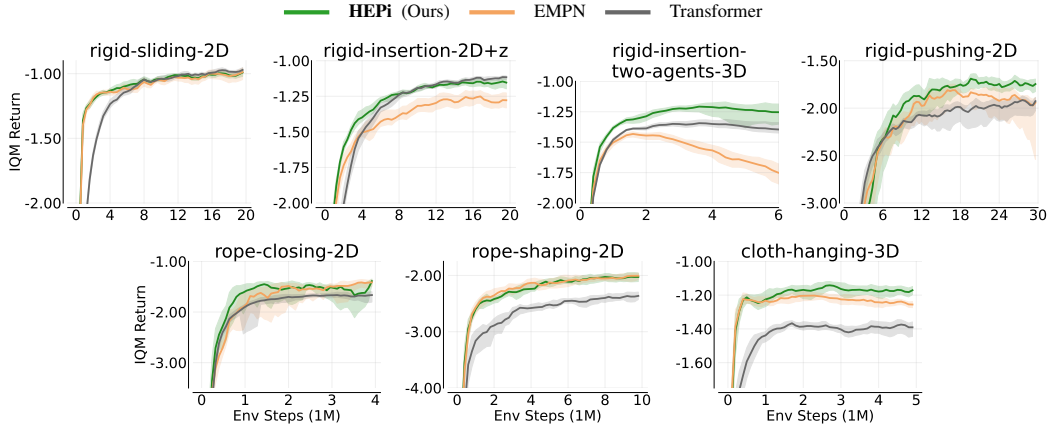 HEPi (Ours) EMPN Transformer
rigid-sliding-2D
rigid-insertion-2D+z
rigid-insertion-
two-agents-3D
rigid-pushing-2D
IQM Return
-1.00
-1.50
-2.00
0 4 8 12 16 20
-1.00
-1.25
-1.50
-1.75
-2.00
0 4 8 12 16 20
-1.00
-1.25
-1.50
-1.75
-2.00
0 2 4 6
-1.50
-2.00
-2.50
-3.00
0 6 12 18 24 30
rope-closing-2D
rope-shaping-2D
cloth-hanging-3D
IQM Return
-1.00
-2.00
-3.00
0 1 2 3 4
Env Steps (1M)
-2.00
-3.00
-4.00
0 2 4 6 8 10
Env Steps (1M)
-1.00
-1.20
-1.40
-1.60
0 1 2 3 4 5
Env Steps (1M)